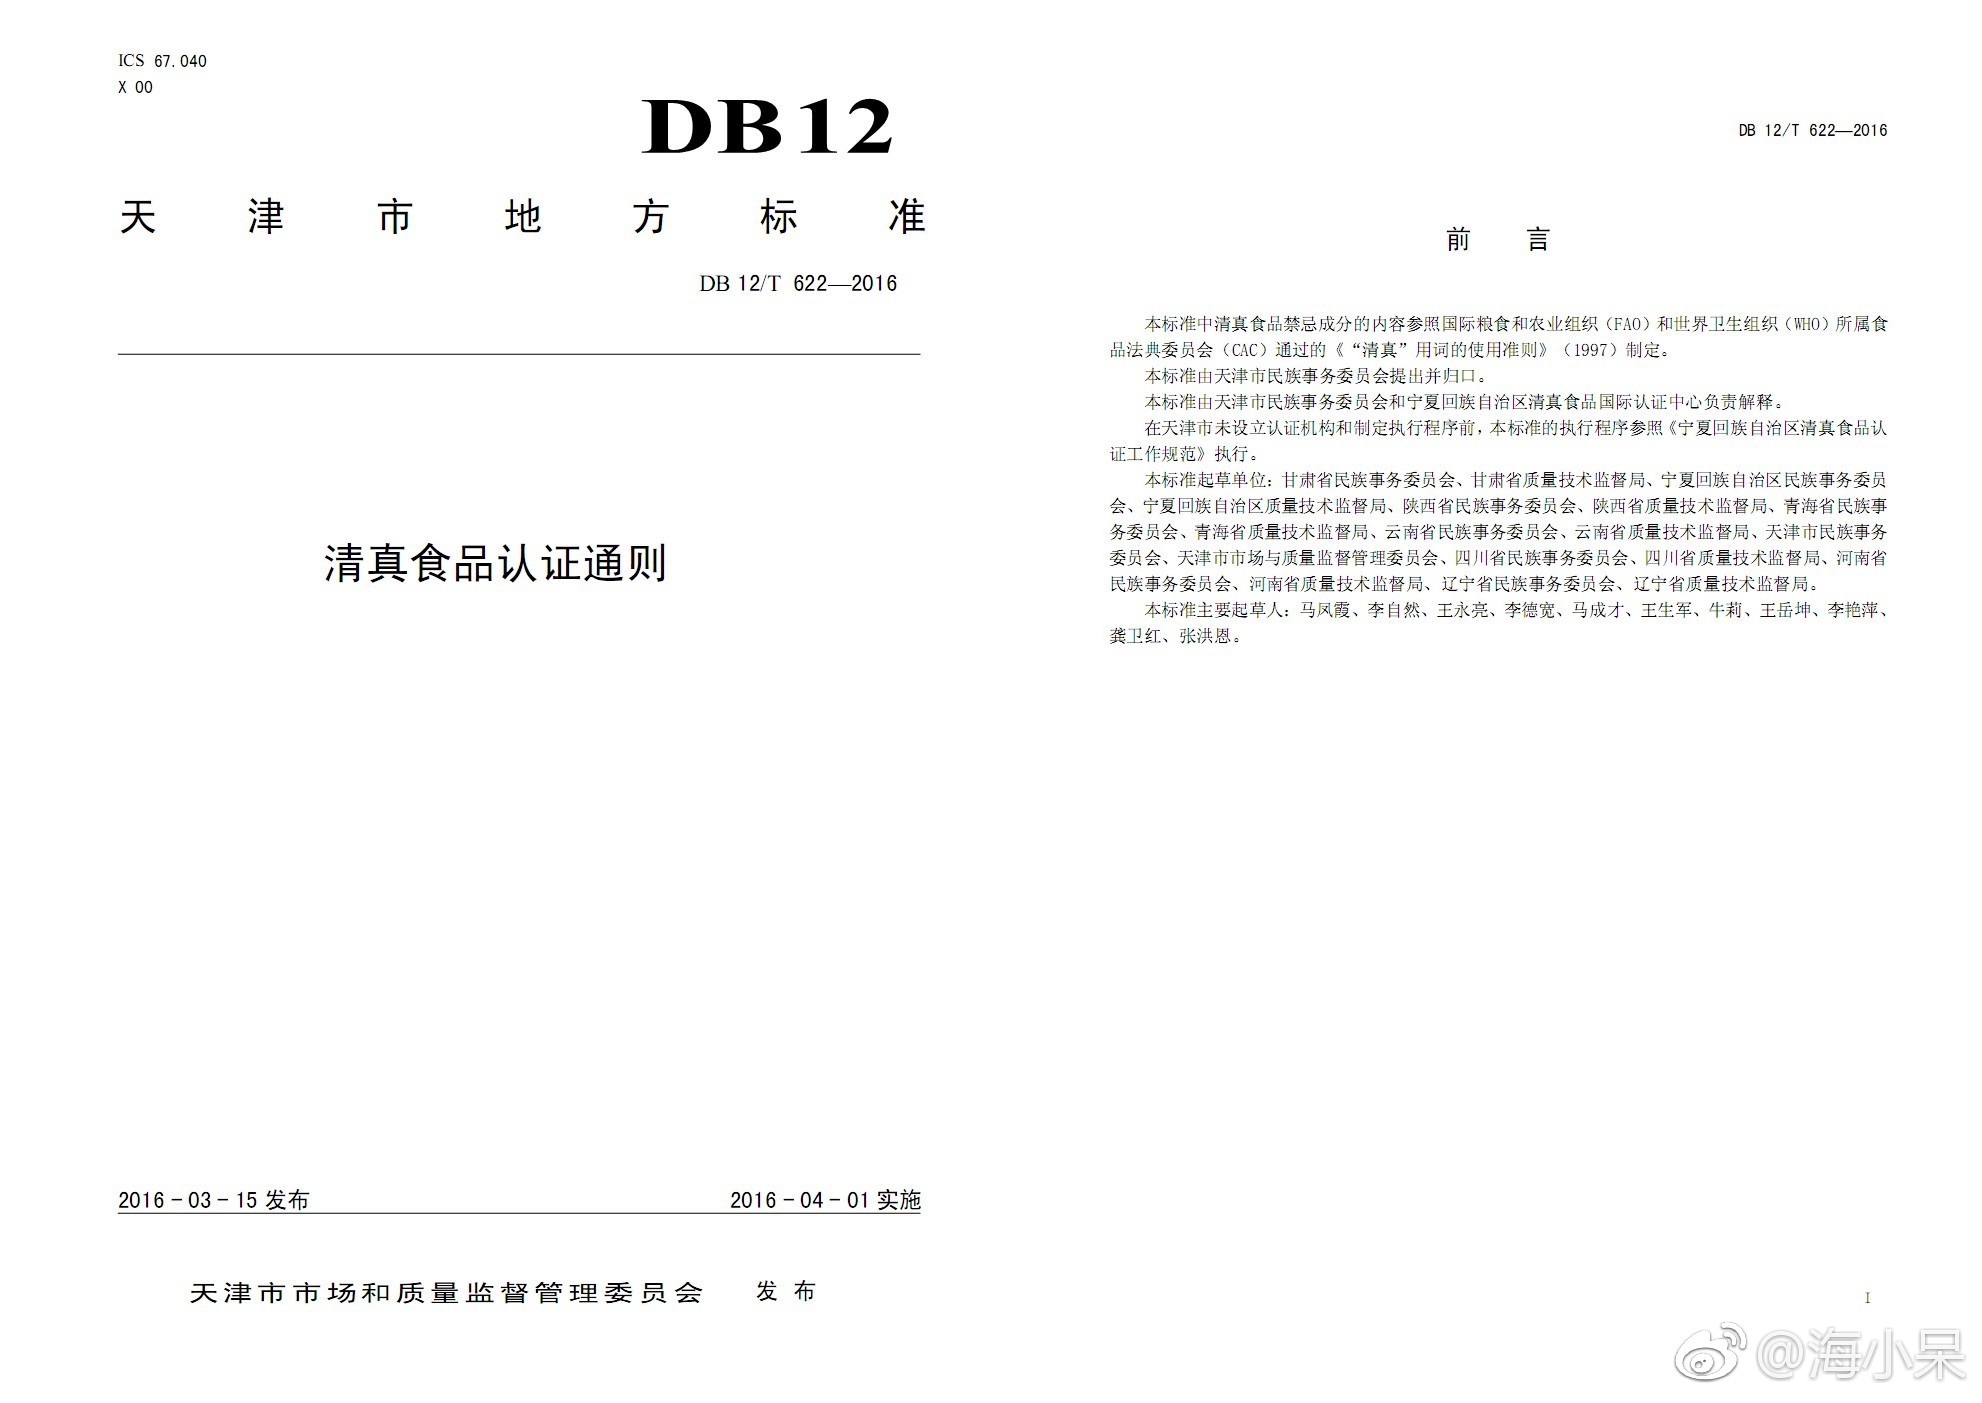 ICS 67.040
X 00
DB12
天津市地方标准
DB 12/T 622—2016
清真食品认证通则
2016－03－15 发布
2016－04－01 实施
天津市市场和质量监督管理委员会 发 布
DB 12/T 622—2016
前 言
本标准中清真食品禁忌成分的内容参照国际粮食和农业组织（FAO）和世界卫生组织（WHO）所属食
品法典委员会（CAC）通过的《“清真”用词的使用准则》（1997）制定。
本标准由天津市民族事务委员会提出并归口。
本标准由天津市民族事务委员会和宁夏回族自治区清真食品国际认证中心负责解释。
在天津市未设立认证机构和制定执行程序前，本标准的执行程序参照《宁夏回族自治区清真食品认
证工作规范》执行。
本标准起草单位：甘肃省民族事务委员会、甘肃省质量技术监督局、宁夏回族自治区民族事务委员
会、宁夏回族自治区质量技术监督局、陕西省民族事务委员会、陕西省质量技术监督局、青海省民族事
务委员会、青海省质量技术监督局、云南省民族事务委员会、云南省质量技术监督局、天津市民族事务
委员会、天津市市场与质量监督管理委员会、四川省民族事务委员会、四川省质量技术监督局、河南省
民族事务委员会、河南省质量技术监督局、辽宁省民族事务委员会、辽宁省质量技术监督局。
本标准主要起草人：马凤霞、李自然、王永亮、李德宽、马成才、王生军、牛莉、王岳坤、李艳萍、
龚卫红、张洪恩。
I
@海小呆